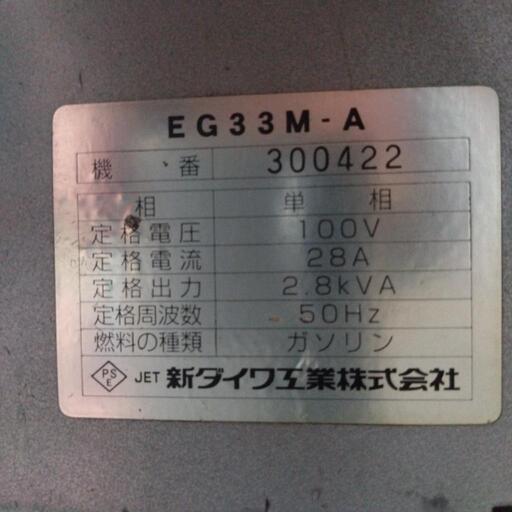 EG33M-A
機 番 300422
相 単相
定格電圧 100V
定格電流 28A
定格出力 2.8kVA
定格周波数 50Hz
燃料の種類 ガソリン
PSE JET 新ダイワ工業株式会社